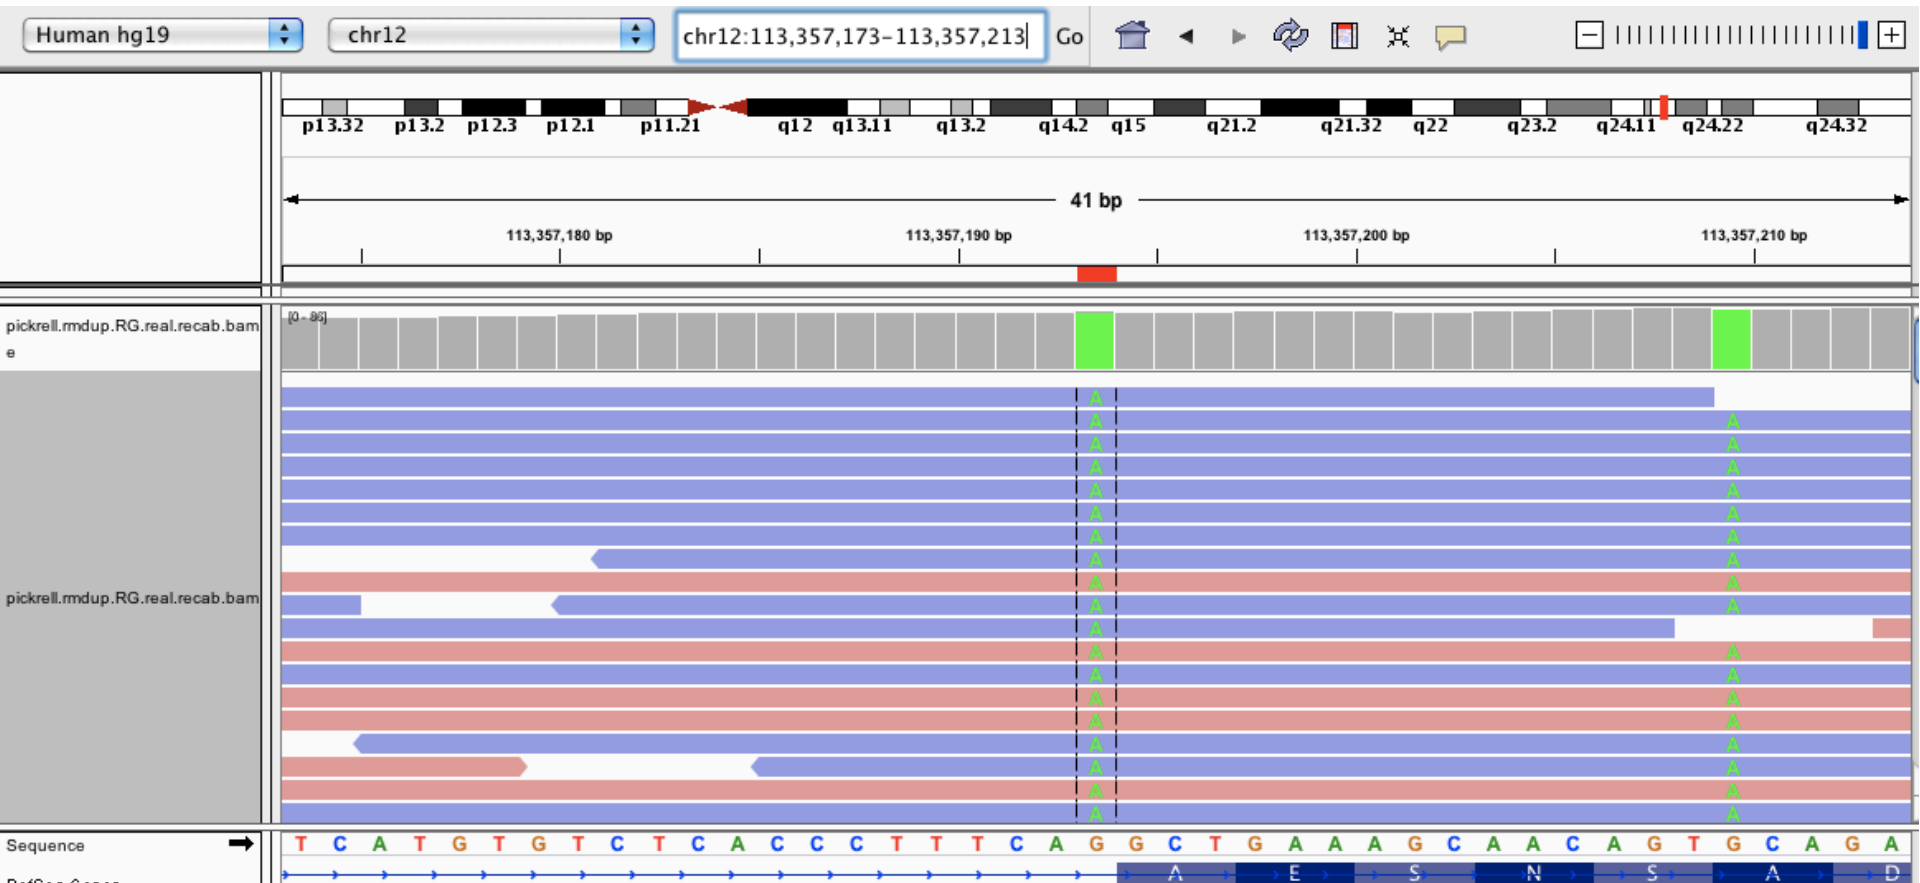 Human hg19 chr12 chr12:113,357,173-113,357,213 Go
p13.32 p13.2 p12.3 p12.1 p11.21 q12 q13.11 q13.2 q14.2 q15 q21.2 q21.32 q22 q23.2 q24.11 q24.22 q24.32
41 bp
113,357,180 bp 113,357,190 bp 113,357,200 bp 113,357,210 bp
[0 - 86]
pickrell.rmdup.RG.real.recab.bam
e
A
A A
A A
A A
A A
A A
A A
A A
A A
pickrell.rmdup.RG.real.recab.bam A A
A
A A
A A
A A
A A
A A
A A
A A
A A
Sequence T C A T G T G T C T C A C C C T T T C A G G C T G A A A G C A A C A G T G C A G A
RefSeq Genes A E S N S A D